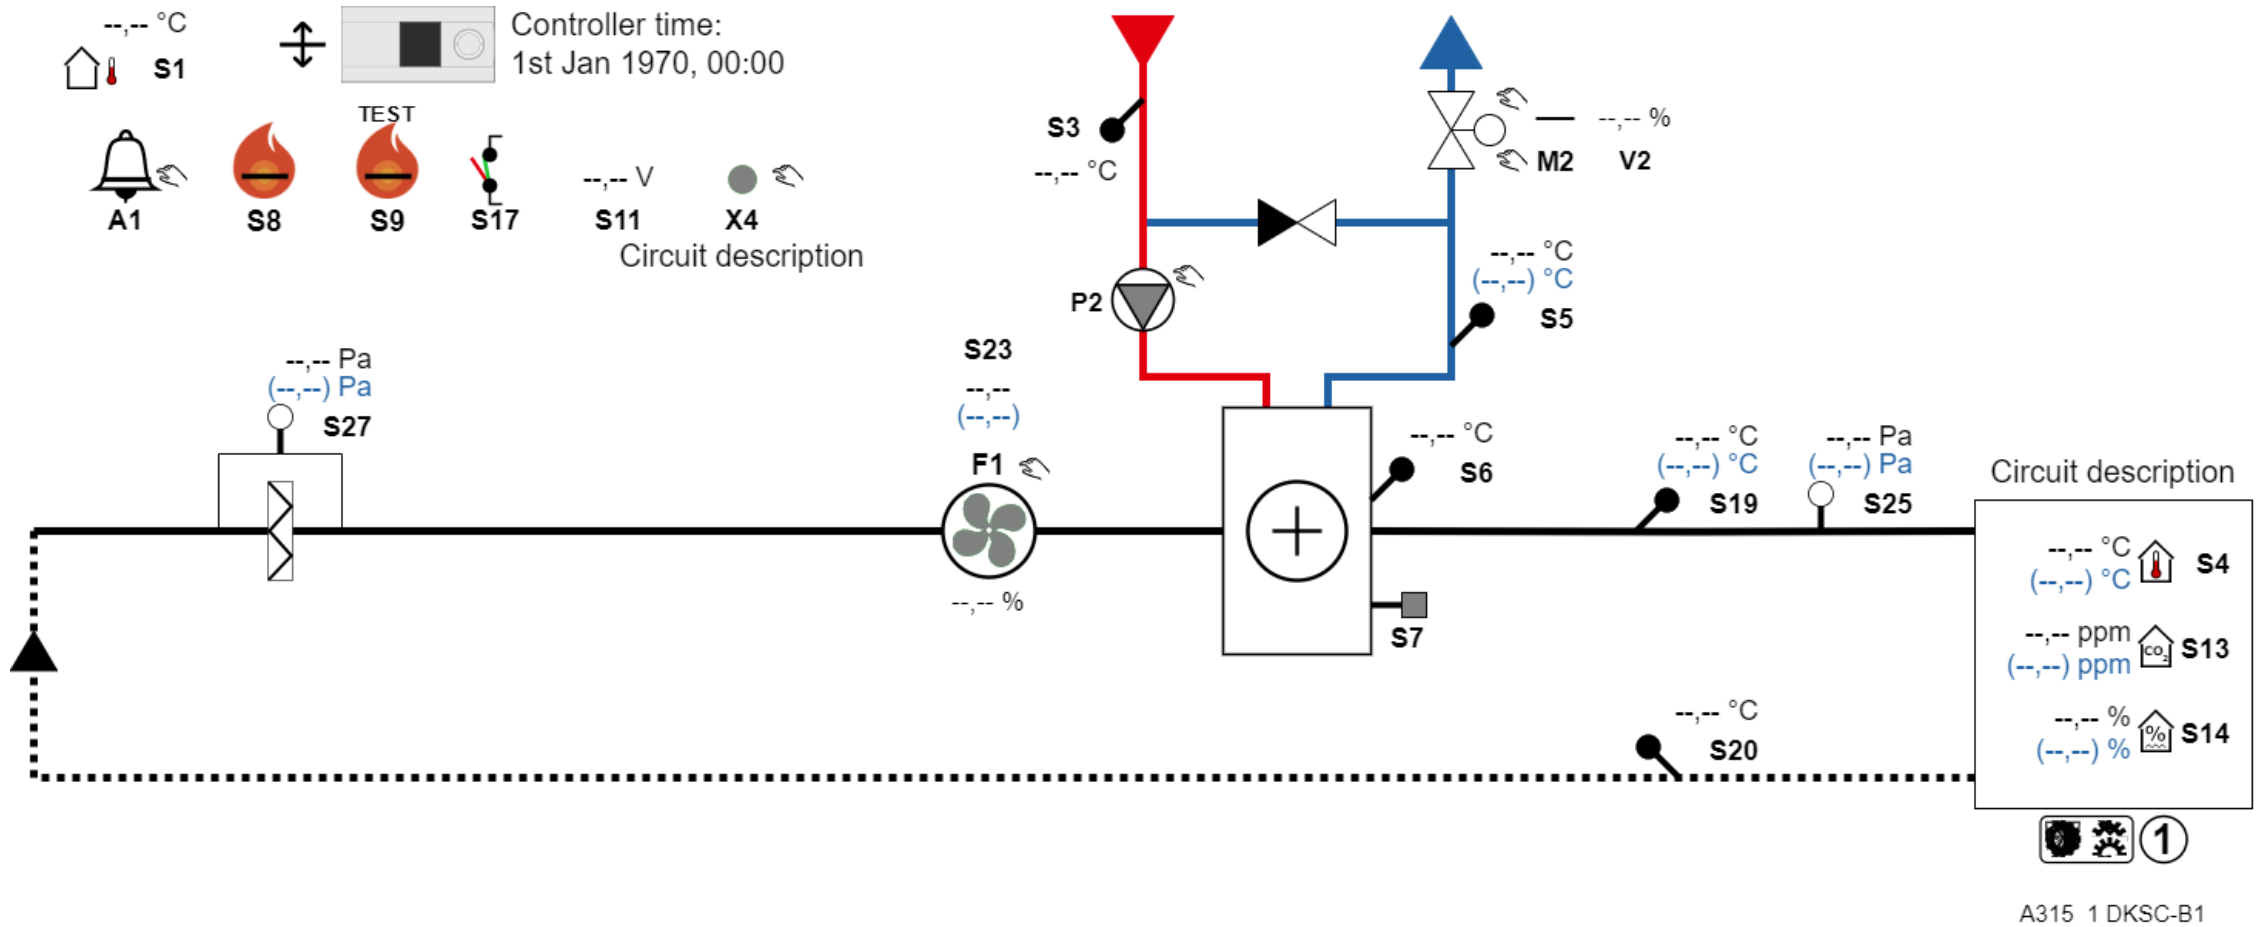 --,-- °C
S1
Controller time:
1st Jan 1970, 00:00
TEST
A1
S8
S9
S17
--,-- V
S11
X4
Circuit description
S3
--,-- °C
--,-- %
M2
V2
--,-- °C
(--,--) °C
S5
P2
S23
--,--
(--,--)
F1
--,-- %
--,-- Pa
(--,--) Pa
S27
--,-- °C
S6
S7
--,-- °C
(--,--) °C
S19
--,-- Pa
(--,--) Pa
S25
Circuit description
--,-- °C
(--,--) °C
S4
--,-- ppm
(--,--) ppm
CO2
S13
--,-- %
(--,--) %
%
S14
--,-- °C
S20
1
A315 1 DKSC-B1